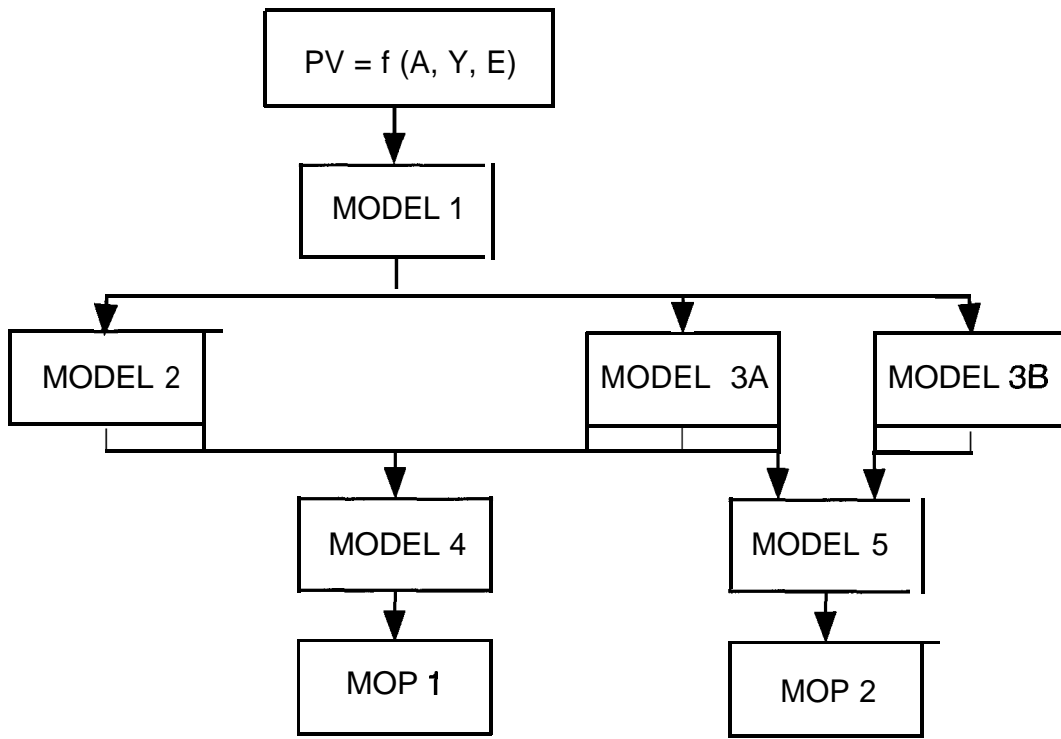 PV = f (A, Y, E)
MODEL 1
MODEL 2
MODEL 3A
MODEL 3B
MODEL 4
MODEL 5
MOP 1
MOP 2